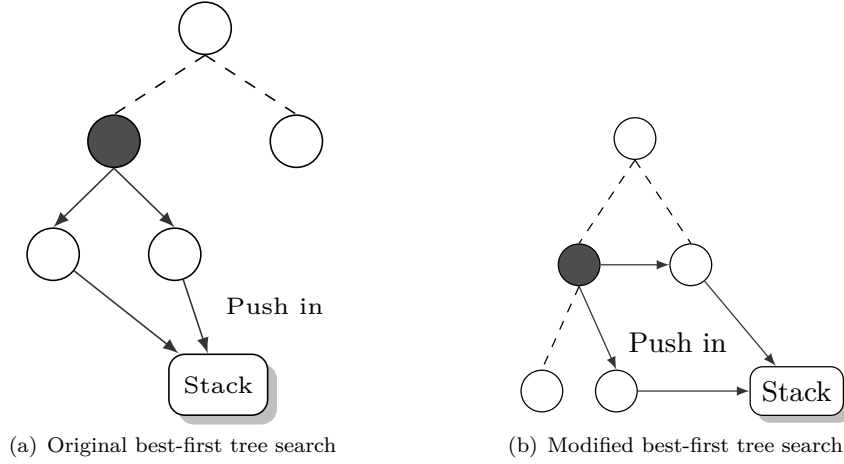 Push in
Stack
(a) Original best-first tree search
Push in
Stack
(b) Modified best-first tree search